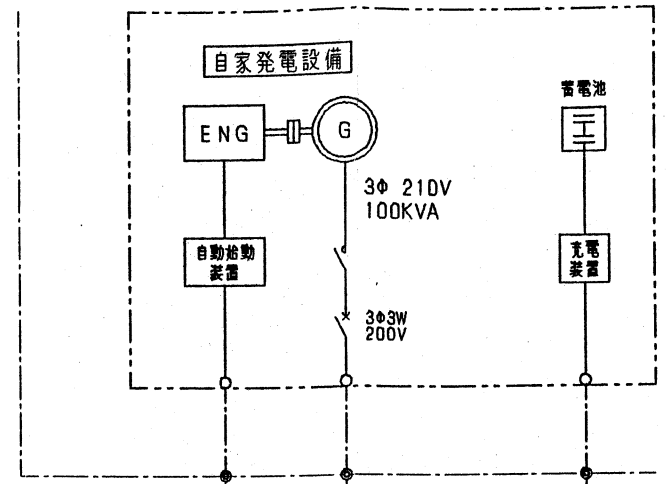 自家発電設備
蓄電池
ENG
G
3Φ 210V
100KVA
自動始動
装置
充電
装置
3Φ3W
200V